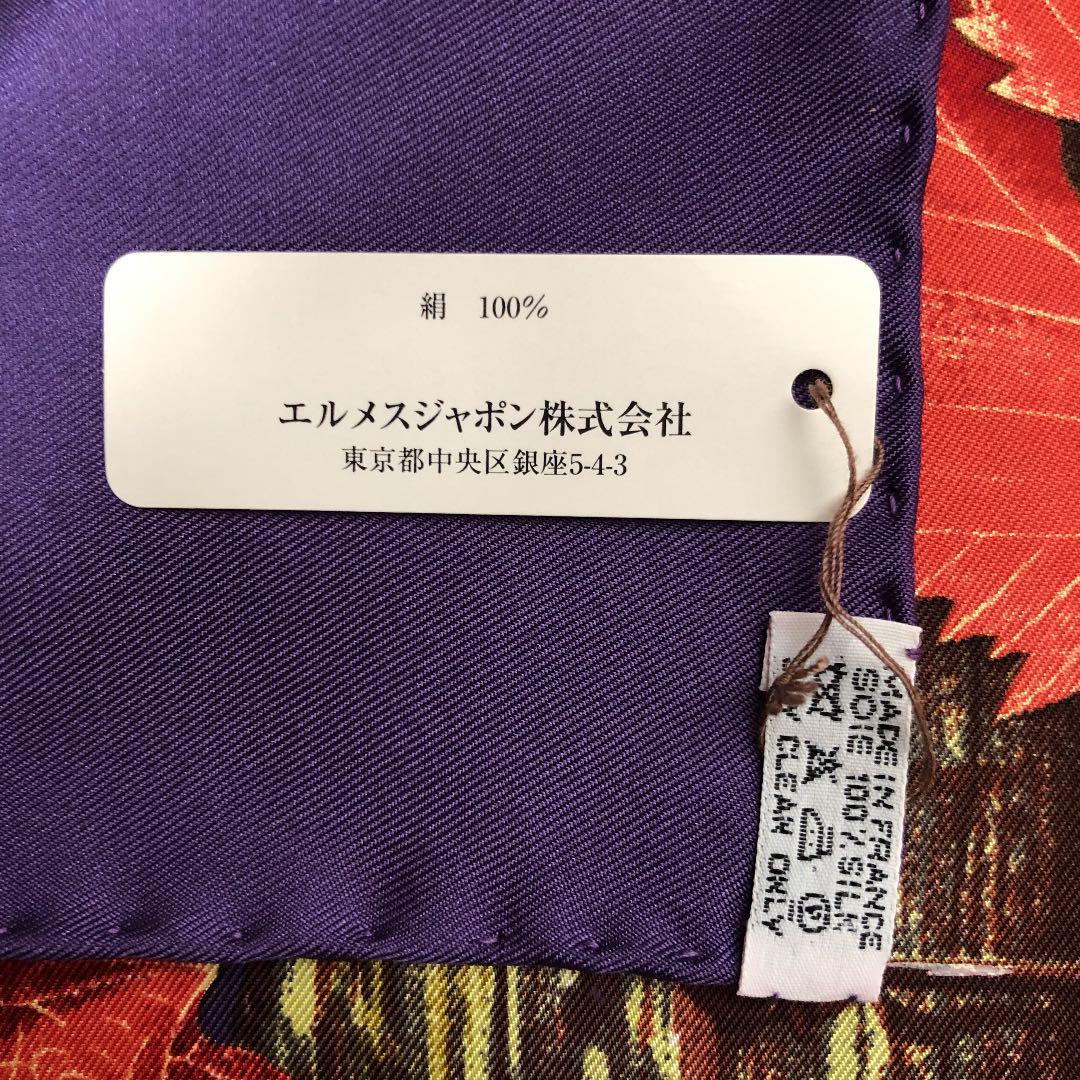 絹 100%
エルメスジャポン株式会社
東京都中央区銀座5-4-3
MADE IN FRANCE
SOIE 100% SILK
CLEAN ONLY